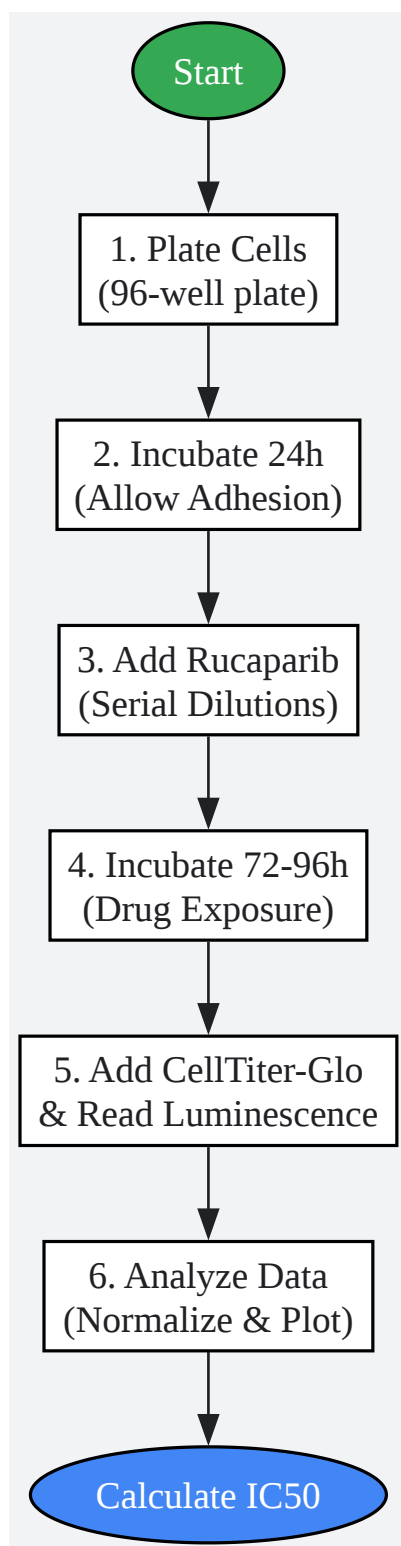 Start
1. Plate Cells
(96-well plate)
2. Incubate 24h
(Allow Adhesion)
3. Add Rucaparib
(Serial Dilutions)
4. Incubate 72-96h
(Drug Exposure)
5. Add CellTiter-Glo
& Read Luminescence
6. Analyze Data
(Normalize & Plot)
Calculate IC50